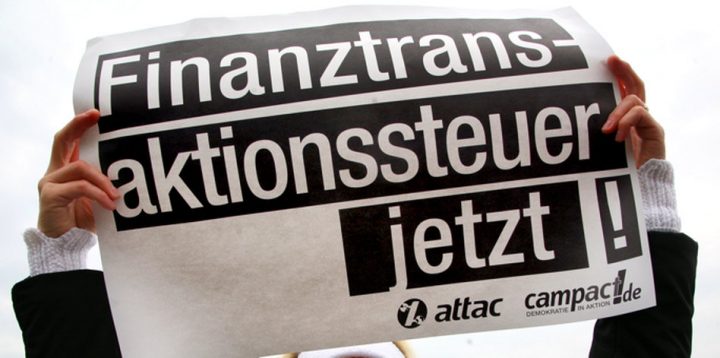 Finanztrans-
aktionssteuer
jetzt !
attac campact!.de
DEMOKRATIE IN AKTION